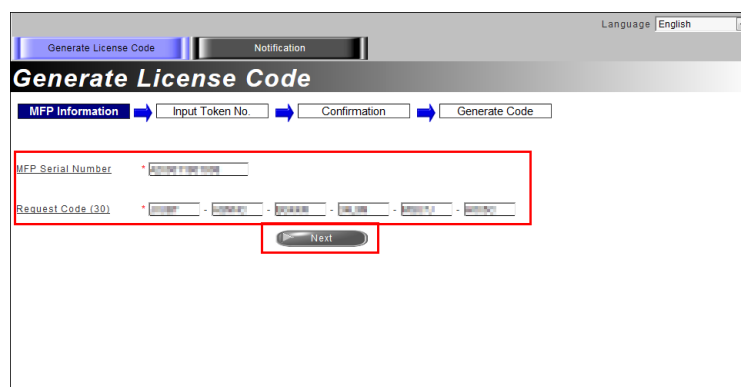 Language English
Generate License Code Notification
Generate License Code
MFP Information Input Token No. Confirmation Generate Code
MFP Serial Number *
Request Code (30) * - - - - -
Next